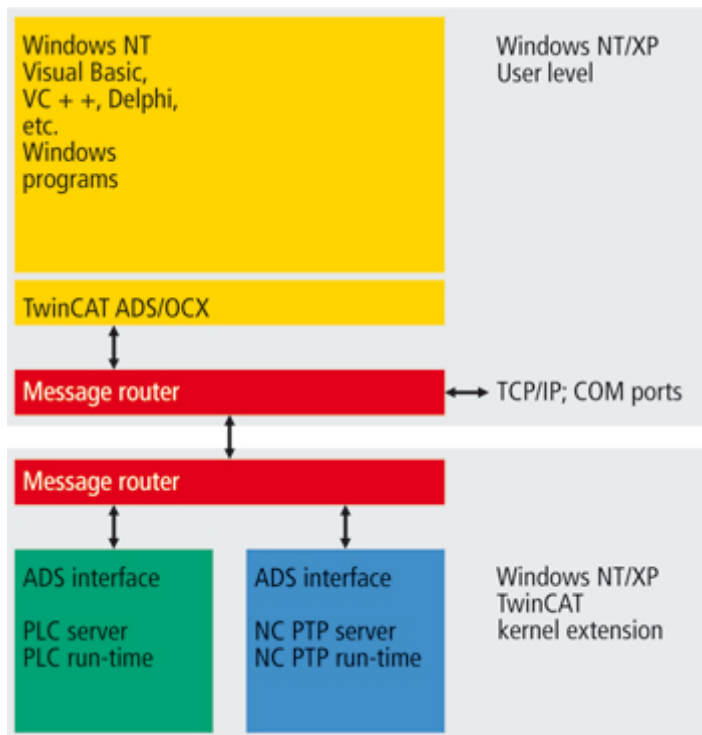 Windows NT
Visual Basic,
VC + +, Delphi,
etc.
Windows
programs
Windows NT/XP
User level
TwinCAT ADS/OCX
Message router
TCP/IP; COM ports
Message router
ADS interface
PLC server
PLC run-time
ADS interface
NC PTP server
NC PTP run-time
Windows NT/XP
TwinCAT
kernel extension